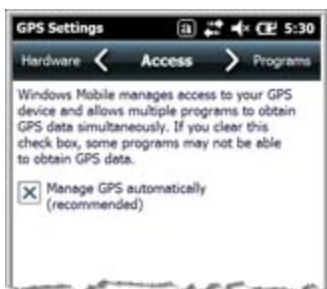 GPS Settings 5:30
Hardware Access Programs
Windows Mobile manages access to your GPS
device and allows multiple programs to obtain
GPS data simultaneously. If you clear this
check box, some programs may not be able
to obtain GPS data.
Manage GPS automatically
(recommended)